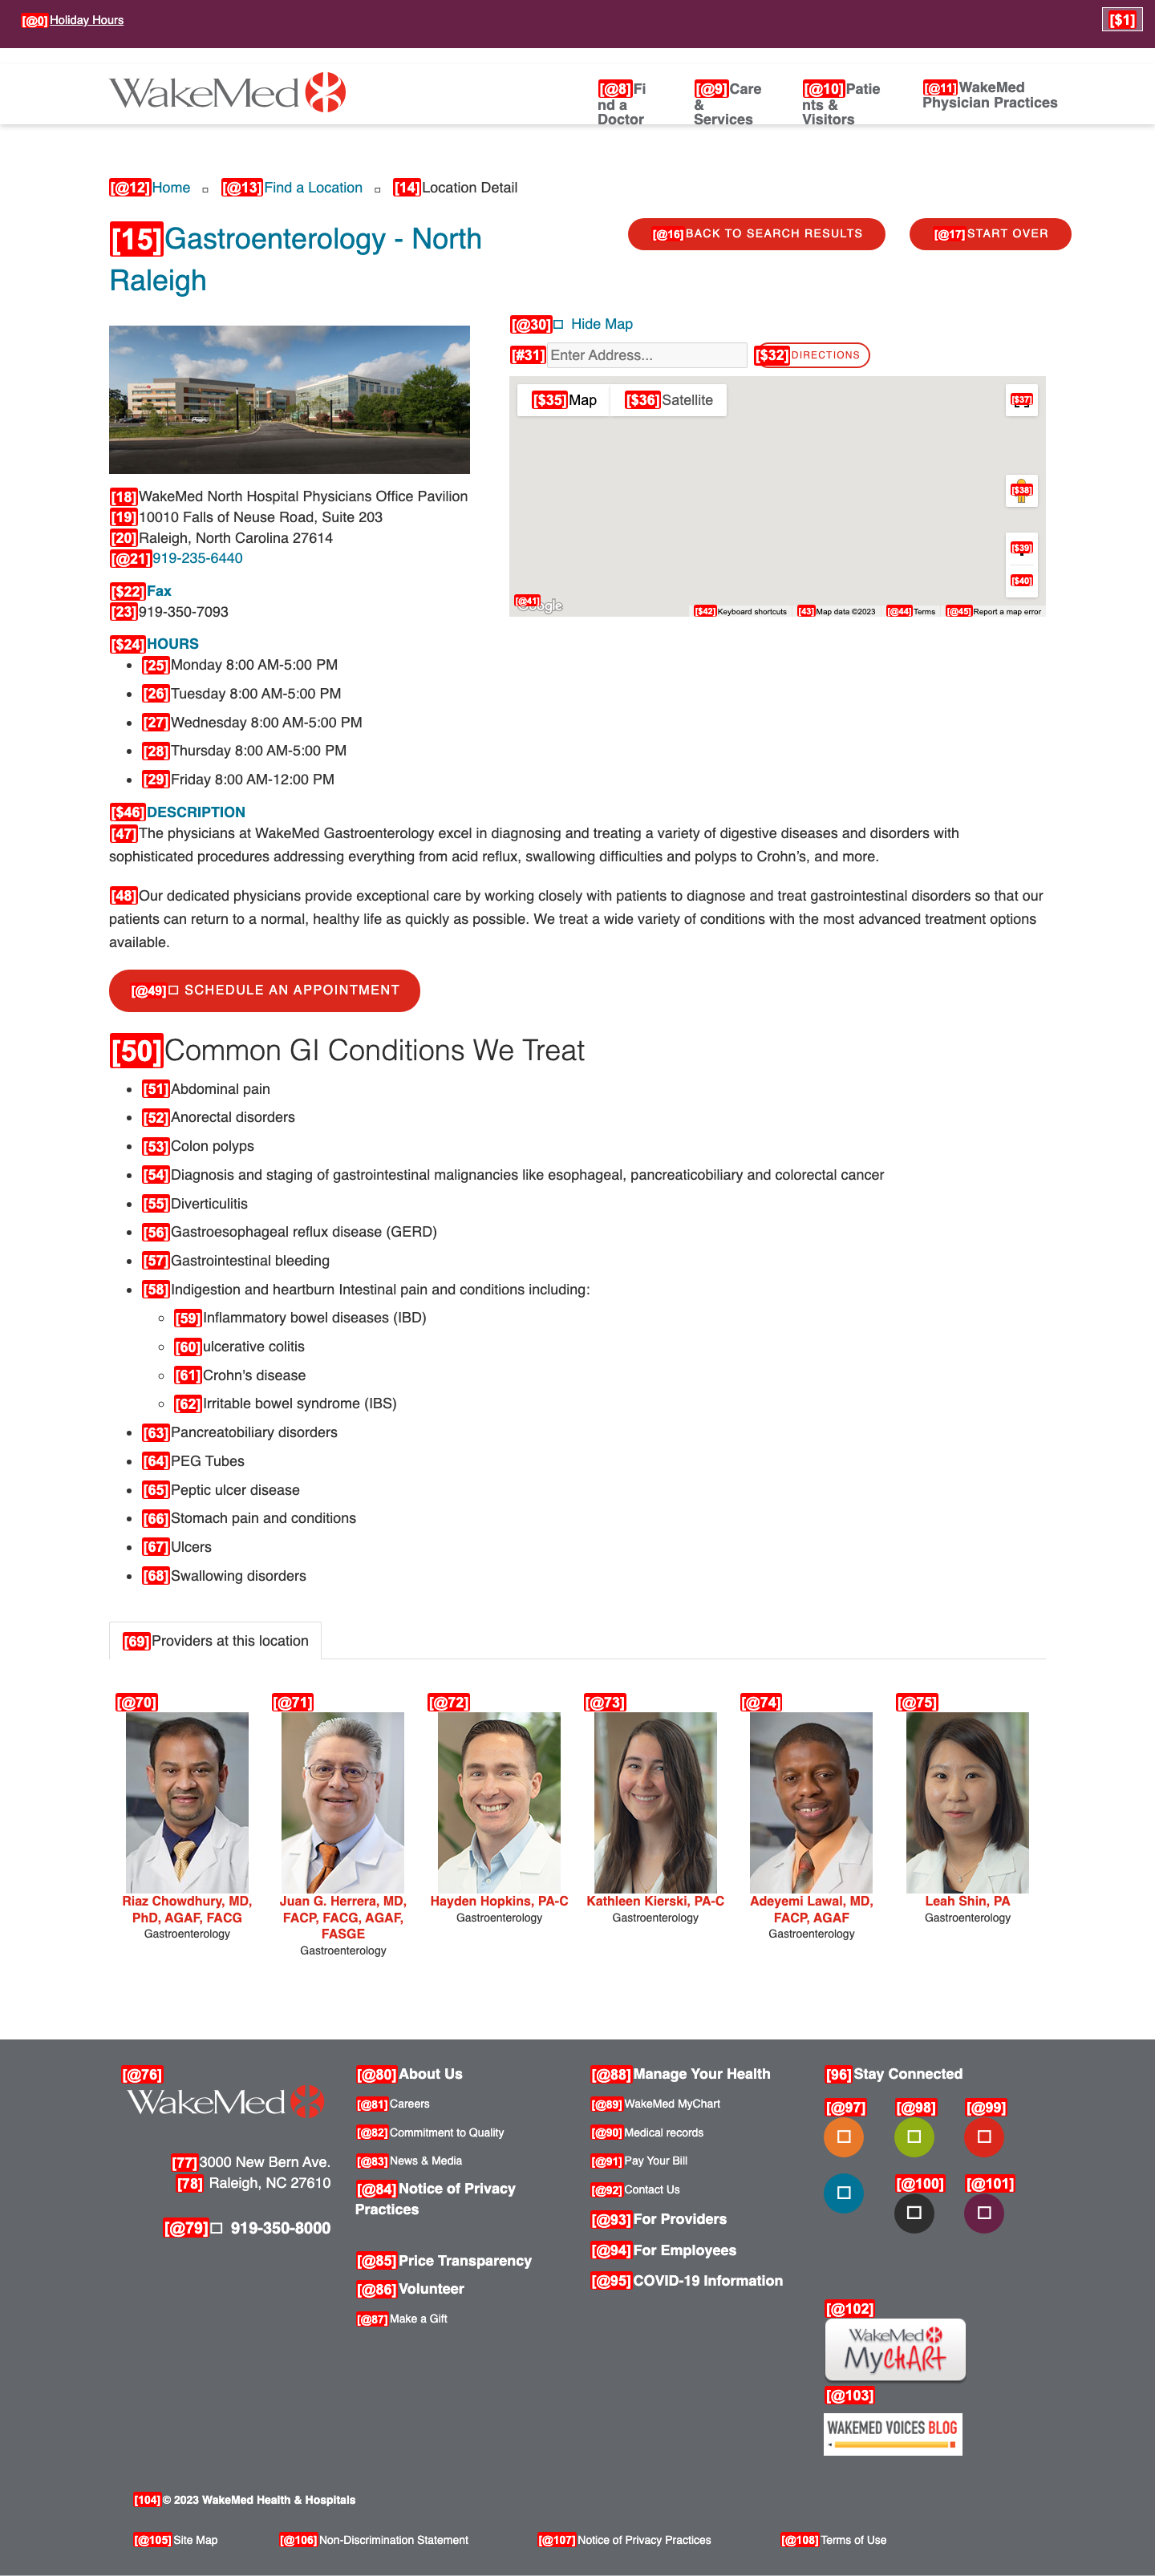 [@0] Holiday Hours
[$1]
WakeMed
[@8]Fi
nd a
Doctor
[@9]Care
&
Services
[@10]Patie
nts &
Visitors
[@11]WakeMed
Physician Practices
[@12]Home
[@13]Find a Location
[14]Location Detail
[15]Gastroenterology - North
Raleigh
[@16]BACK TO SEARCH RESULTS
[@17]START OVER
[@30] Hide Map
[#31] Enter Address...
[$32] DIRECTIONS
[$35]Map
[$36]Satellite
[$37]
[$38]
[$39]
[$40]
[@41]
Google
[$42]Keyboard shortcuts
[43]Map data ©2023
[@44]Terms
[@45]Report a map error
[18]WakeMed North Hospital Physicians Office Pavilion
[19]10010 Falls of Neuse Road, Suite 203
[20]Raleigh, North Carolina 27614
[@21]919-235-6440
[$22]Fax
[23]919-350-7093
[$24]HOURS
[25]Monday 8:00 AM-5:00 PM
[26]Tuesday 8:00 AM-5:00 PM
[27]Wednesday 8:00 AM-5:00 PM
[28]Thursday 8:00 AM-5:00 PM
[29]Friday 8:00 AM-12:00 PM
[$46]DESCRIPTION
[47]The physicians at WakeMed Gastroenterology excel in diagnosing and treating a variety of digestive diseases and disorders with
sophisticated procedures addressing everything from acid reflux, swallowing difficulties and polyps to Crohn’s, and more.
[48]Our dedicated physicians provide exceptional care by working closely with patients to diagnose and treat gastrointestinal disorders so that our
patients can return to a normal, healthy life as quickly as possible. We treat a wide variety of conditions with the most advanced treatment options
available.
[@49] SCHEDULE AN APPOINTMENT
[50]Common GI Conditions We Treat
[51]Abdominal pain
[52]Anorectal disorders
[53]Colon polyps
[54]Diagnosis and staging of gastrointestinal malignancies like esophageal, pancreaticobiliary and colorectal cancer
[55]Diverticulitis
[56]Gastroesophageal reflux disease (GERD)
[57]Gastrointestinal bleeding
[58]Indigestion and heartburn Intestinal pain and conditions including:
[59]Inflammatory bowel diseases (IBD)
[60]ulcerative colitis
[61]Crohn's disease
[62]Irritable bowel syndrome (IBS)
[63]Pancreatobiliary disorders
[64]PEG Tubes
[65]Peptic ulcer disease
[66]Stomach pain and conditions
[67]Ulcers
[68]Swallowing disorders
[69]Providers at this location
[@70]
Riaz Chowdhury, MD,
PhD, AGAF, FACG
Gastroenterology
[@71]
Juan G. Herrera, MD,
FACP, FACG, AGAF,
FASGE
Gastroenterology
[@72]
Hayden Hopkins, PA-C
Gastroenterology
[@73]
Kathleen Kierski, PA-C
Gastroenterology
[@74]
Adeyemi Lawal, MD,
FACP, AGAF
Gastroenterology
[@75]
Leah Shin, PA
Gastroenterology
[@76]
WakeMed
[77]3000 New Bern Ave.
[78] Raleigh, NC 27610
[@79] 919-350-8000
[@80]About Us
[@81]Careers
[@82]Commitment to Quality
[@83]News & Media
[@84]Notice of Privacy
Practices
[@85]Price Transparency
[@86]Volunteer
[@87]Make a Gift
[@88]Manage Your Health
[@89]WakeMed MyChart
[@90]Medical records
[@91]Pay Your Bill
[@92]Contact Us
[@93]For Providers
[@94]For Employees
[@95]COVID-19 Information
[96]Stay Connected
[@97]
[@98]
[@99]
[@100]
[@101]
[@102]
WakeMed
MyChart
[@103]
WAKEMED VOICES BLOG
[104]© 2023 WakeMed Health & Hospitals
[@105]Site Map
[@106]Non-Discrimination Statement
[@107]Notice of Privacy Practices
[@108]Terms of Use